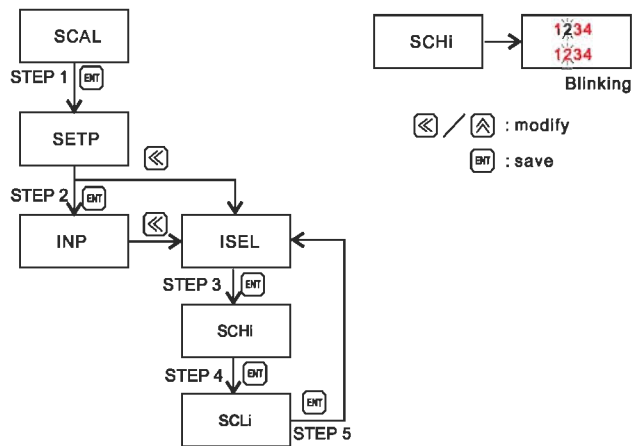 SCAL
STEP 1 ENT
SETP
STEP 2 ENT
INP
ISEL
STEP 3 ENT
SCHi
STEP 4 ENT
SCLi
ENT
STEP 5
SCHi
1234
1234
Blinking
/ : modify
ENT : save